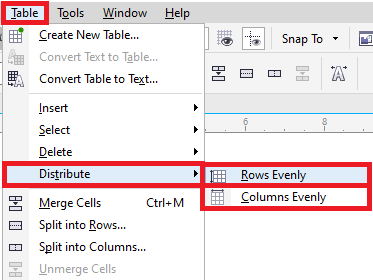 Table Tools Window Help
Create New Table...
Snap To
Convert Text to Table...
Convert Table to Text...
Insert
Select
Delete
6 8
Distribute
Rows Evenly
Columns Evenly
Merge Cells Ctrl+M
Split into Rows...
Split into Columns...
Unmerge Cells